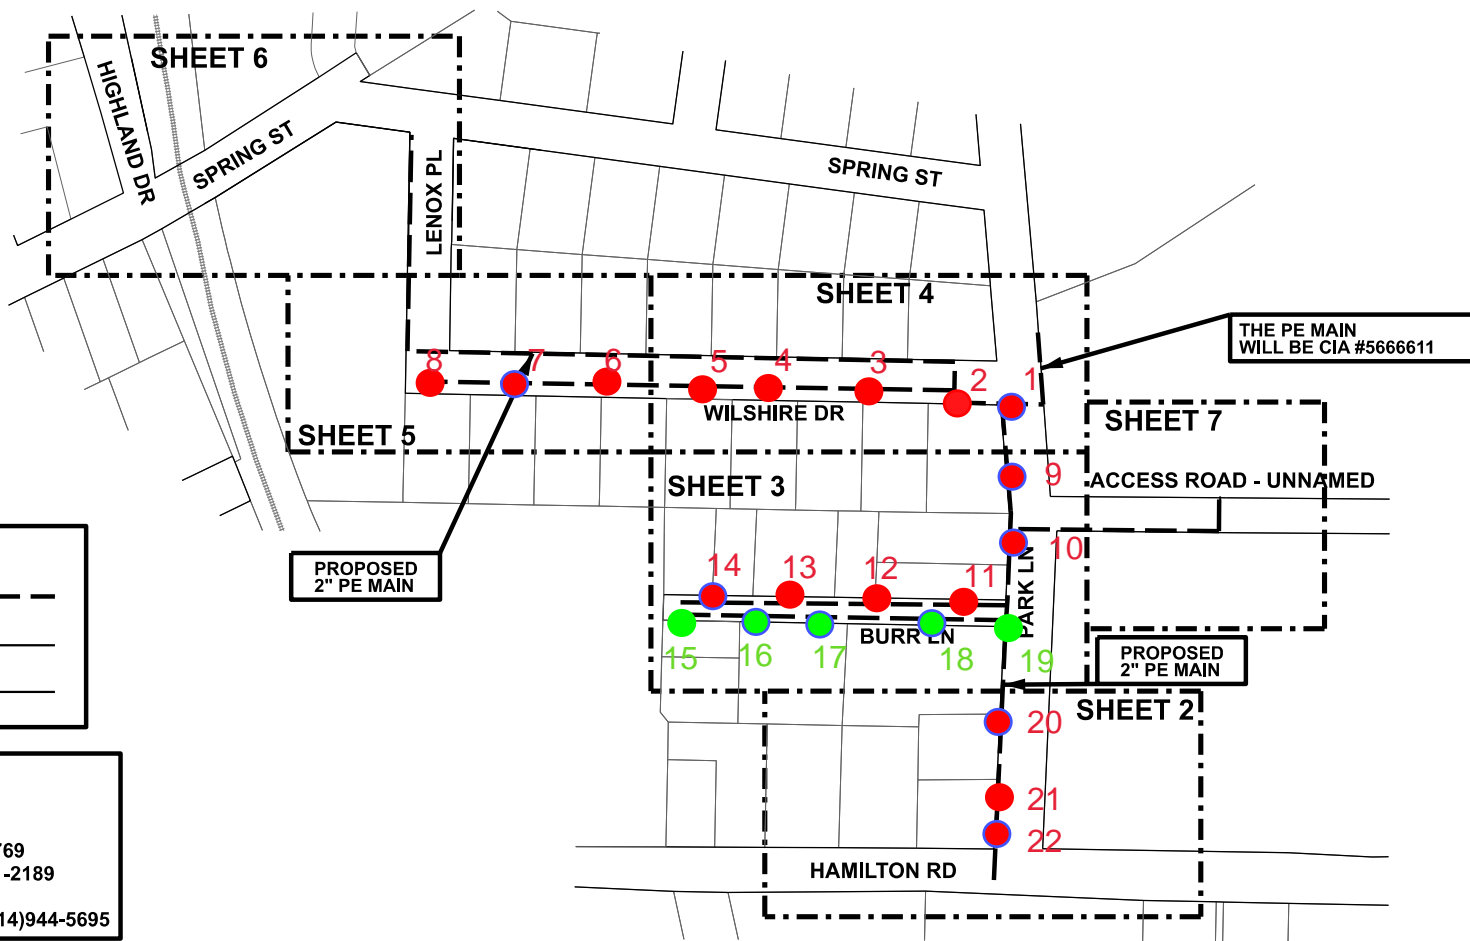 SHEET 6
HIGHLAND DR
SPRING ST
LENOX PL
SPRING ST
SHEET 4
THE PE MAIN
WILL BE CIA #5666611
8
7
6
5
4
3
2
1
WILSHIRE DR
SHEET 5
SHEET 7
SHEET 3
9
ACCESS ROAD - UNNAMED
PROPOSED
2" PE MAIN
10
14
13
12
11
PARK LN
BURR LN
15
16
17
18
19
PROPOSED
2" PE MAIN
SHEET 2
20
21
22
HAMILTON RD
69
-2189
14)944-5695